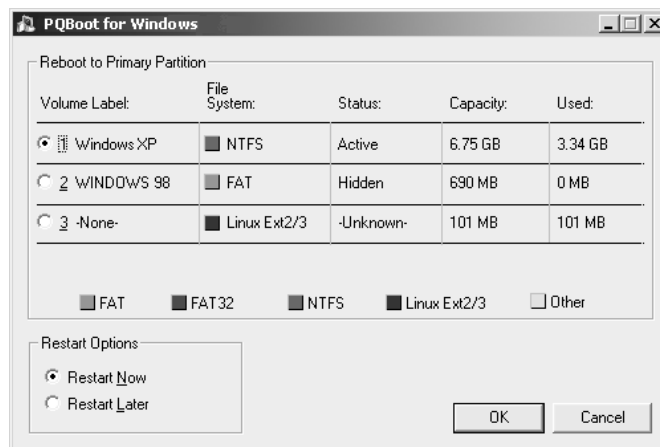 PQBoot for Windows
Reboot to Primary Partition
Volume Label: File System: Status: Capacity: Used:
1 Windows XP NTFS Active 6.75 GB 3.34 GB
2 WINDOWS 98 FAT Hidden 690 MB 0 MB
3 -None- Linux Ext2/3 -Unknown- 101 MB 101 MB
FAT FAT32 NTFS Linux Ext2/3 Other
Restart Options
Restart Now
Restart Later
OK Cancel